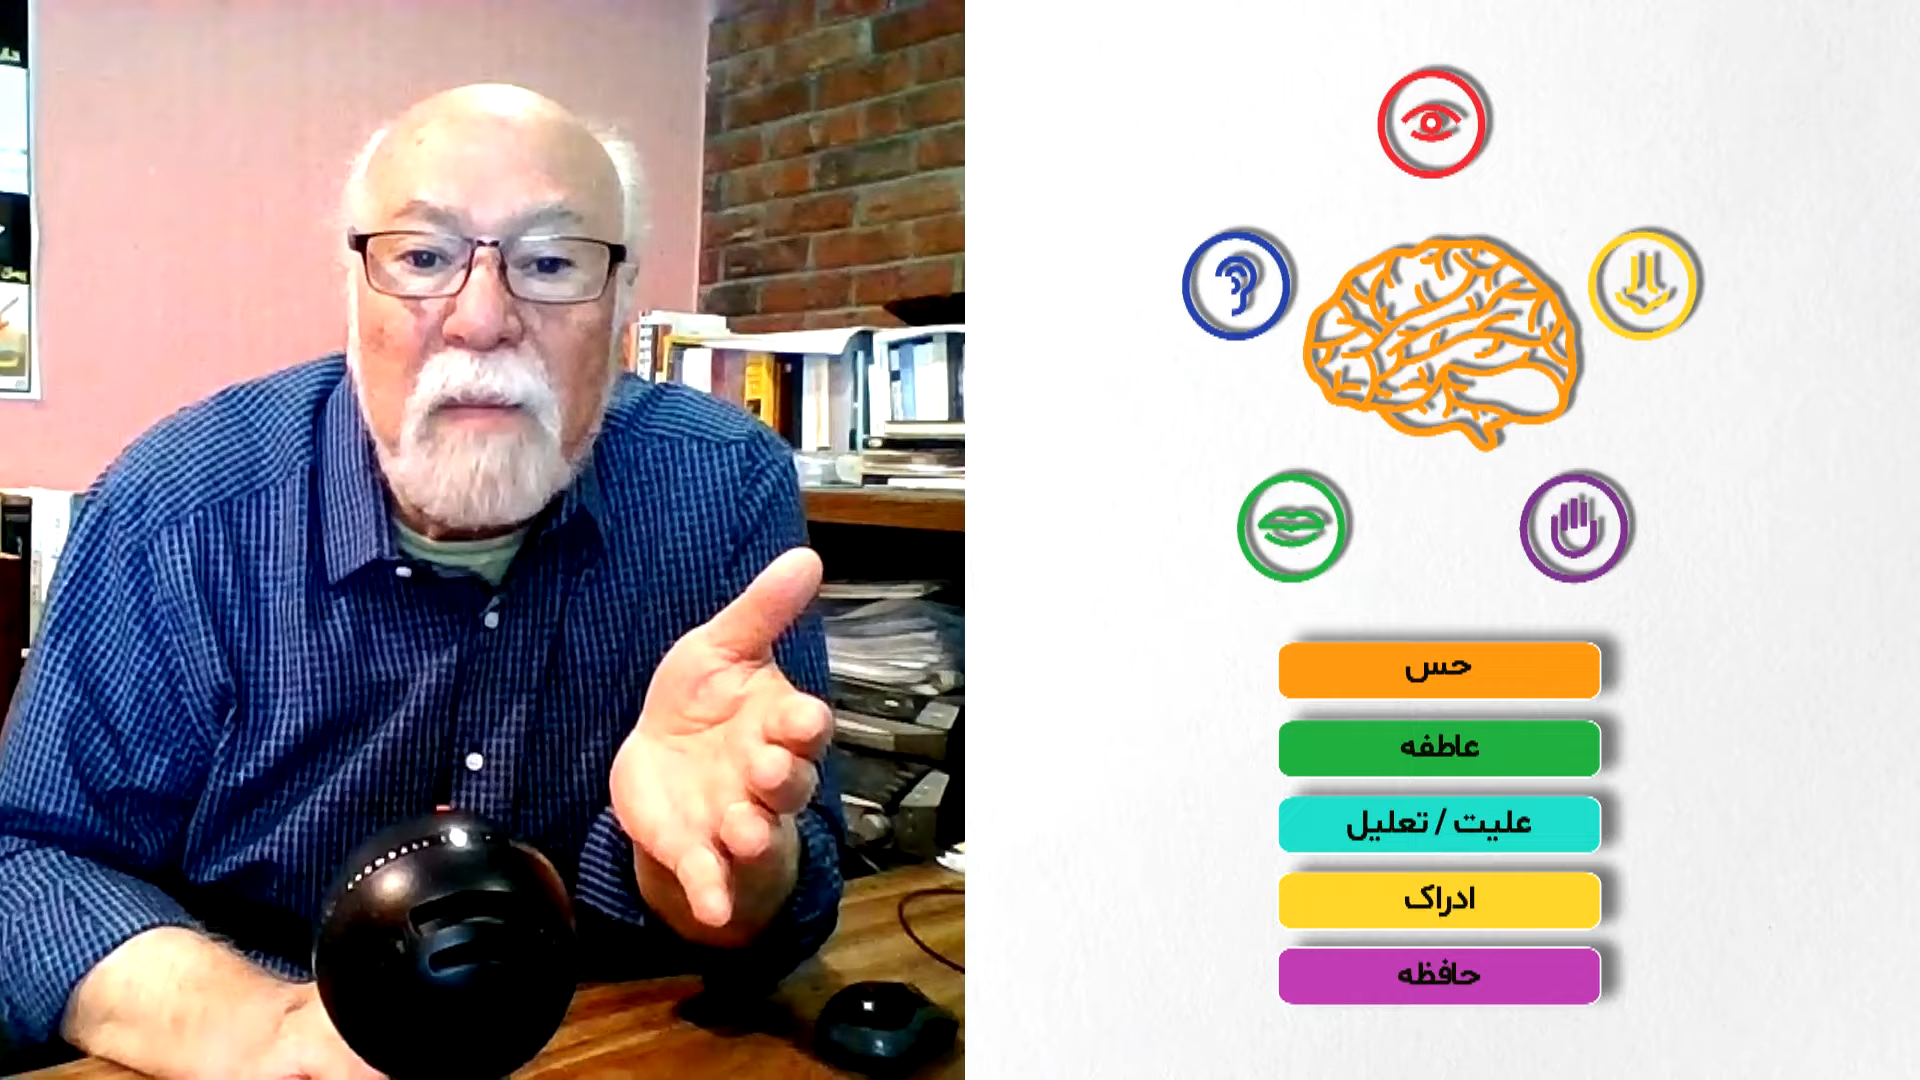 حس
عاطفه
علیت / تعلیل
ادراک
حافظه